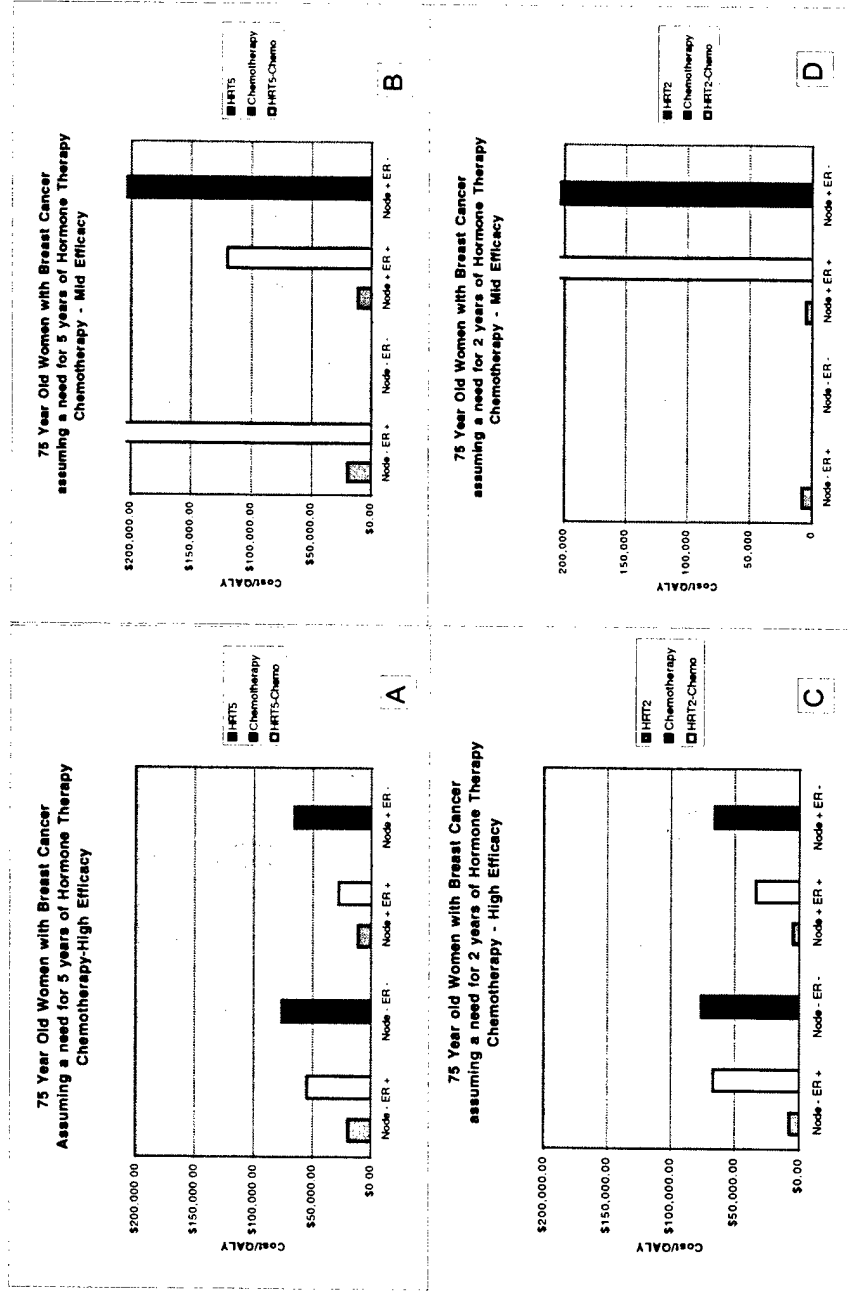 75 Year Old Women with Breast Cancer
Assuming a need for 5 years of Hormone Therapy
Chemotherapy-High Efficacy
$200,000.00
$150,000.00
$100,000.00
$50,000.00
$0.00
Cost/QALY
Node - ER +
Node - ER -
Node + ER +
Node + ER -
HRT5
Chemotherapy
HRT5-Chemo
A
75 Year Old Women with Breast Cancer
assuming a need for 5 years of Hormone Therapy
Chemotherapy - Mid Efficacy
$200,000.00
$150,000.00
$100,000.00
$50,000.00
$0.00
Cost/QALY
Node - ER +
Node - ER -
Node + ER +
Node + ER -
HRT5
Chemotherapy
HRT5-Chemo
B
75 Year old Women with Breast Cancer
assuming a need for 2 years of Hormone Therapy
Chemotherapy - High Efficacy
$200,000.00
$150,000.00
$100,000.00
$50,000.00
$0.00
Cost/QALY
Node - ER +
Node - ER -
Node + ER +
Node + ER -
HRT2
Chemotherapy
HRT2-Chemo
C
75 Year Old Women with Breast Cancer
assuming a need for 2 years of Hormone Therapy
Chemotherapy - Mid Efficacy
200,000
150,000
100,000
50,000
0
Cost/QALY
Node - ER +
Node - ER -
Node + ER +
Node + ER -
HRT2
Chemotherapy
HRT2-Chemo
D